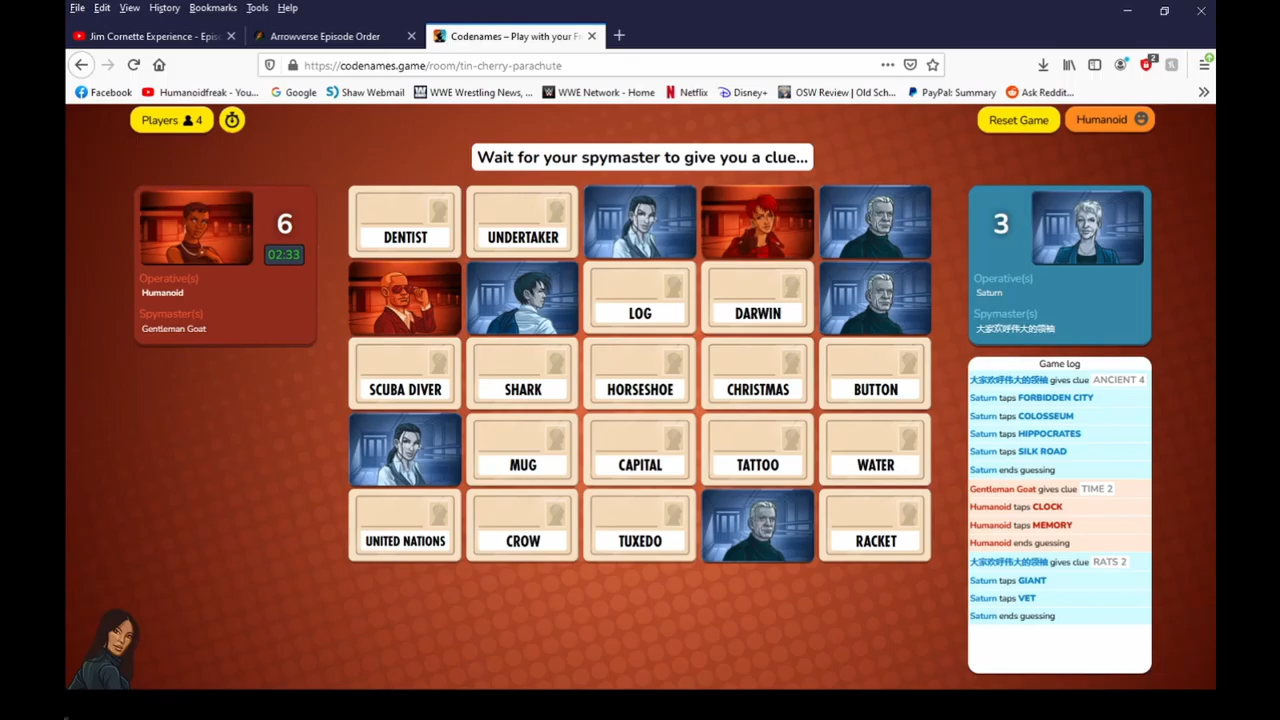 File Edit View History Bookmarks Tools Help
Jim Cornette Experience - Epis
Arrowverse Episode Order
Codenames – Play with your Fr
https://codenames.game/room/tin-cherry-parachute
2
Facebook
Humanoidfreak - You...
Google
Shaw Webmail
WWE Wrestling News, ...
WWE Network - Home
Netflix
Disney+
OSW Review | Old Sch...
PayPal: Summary
Ask Reddit...
Players 4
Reset Game
Humanoid
Wait for your spymaster to give you a clue...
6
02:33
Operative(s)
Humanoid
Spymaster(s)
Gentleman Goat
DENTIST
UNDERTAKER
LOG
DARWIN
SCUBA DIVER
SHARK
HORSESHOE
CHRISTMAS
BUTTON
MUG
CAPITAL
TATTOO
WATER
UNITED NATIONS
CROW
TUXEDO
RACKET
3
Operative(s)
Saturn
Spymaster(s)
大家欢呼伟大的领袖
Game log
大家欢呼伟大的领袖 gives clue ANCIENT 4
Saturn taps FORBIDDEN CITY
Saturn taps COLOSSEUM
Saturn taps HIPPOCRATES
Saturn taps SILK ROAD
Saturn ends guessing
Gentleman Goat gives clue TIME 2
Humanoid taps CLOCK
Humanoid taps MEMORY
Humanoid ends guessing
大家欢呼伟大的领袖 gives clue RATS 2
Saturn taps GIANT
Saturn taps VET
Saturn ends guessing